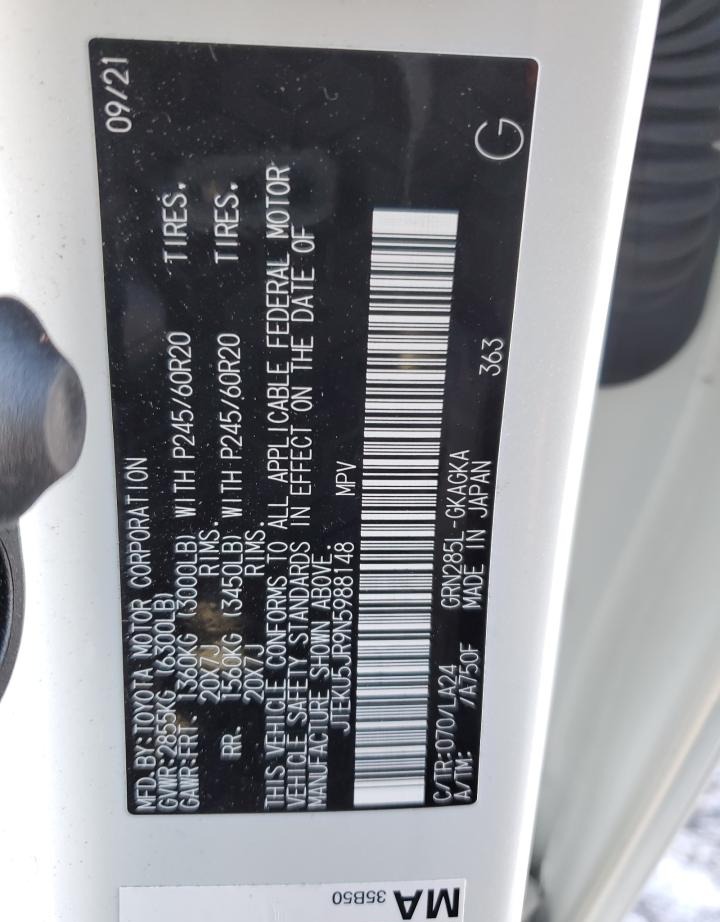 MFD. BY: TOYOTA MOTOR CORPORATION 09/21
GVWR: 2855KG (6300LB)
GAWR: FRT. 1360KG (3000LB) WITH P245/60R20 TIRES.
20X7J RIMS.
RR. 1560KG (3450LB) WITH P245/60R20 TIRES.
20X7J RIMS.
THIS VEHICLE CONFORMS TO ALL APPLICABLE FEDERAL MOTOR
VEHICLE SAFETY STANDARDS IN EFFECT ON THE DATE OF
MANUFACTURE SHOWN ABOVE.
JTEKU5JR9N5988148 MPV
C/TR: 070/LA24 GRN285L-GKAGKA
A/TM: /A750F MADE IN JAPAN 363 G
MA
35B50